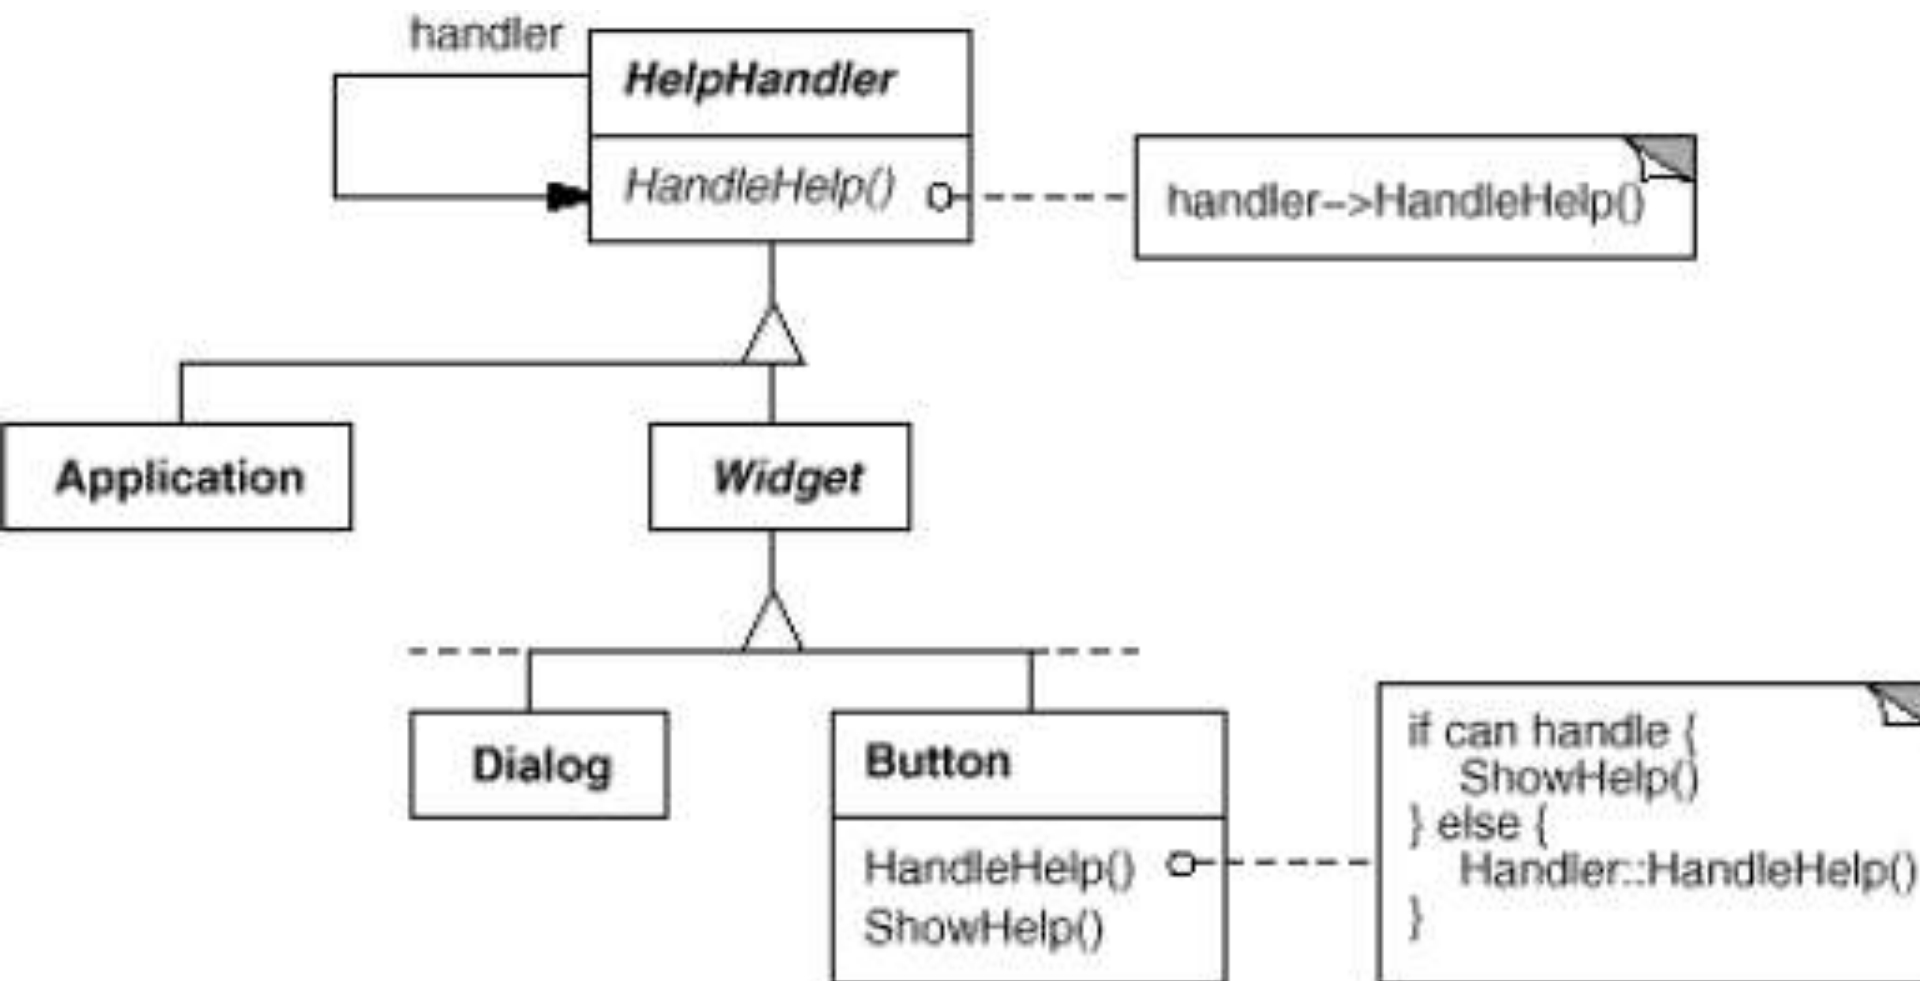 handler
HelpHandler
HandleHelp()
handler–>HandleHelp()
Application
Widget
Dialog
Button
HandleHelp()
ShowHelp()
if can handle {
ShowHelp()
} else {
Handler::HandleHelp()
}